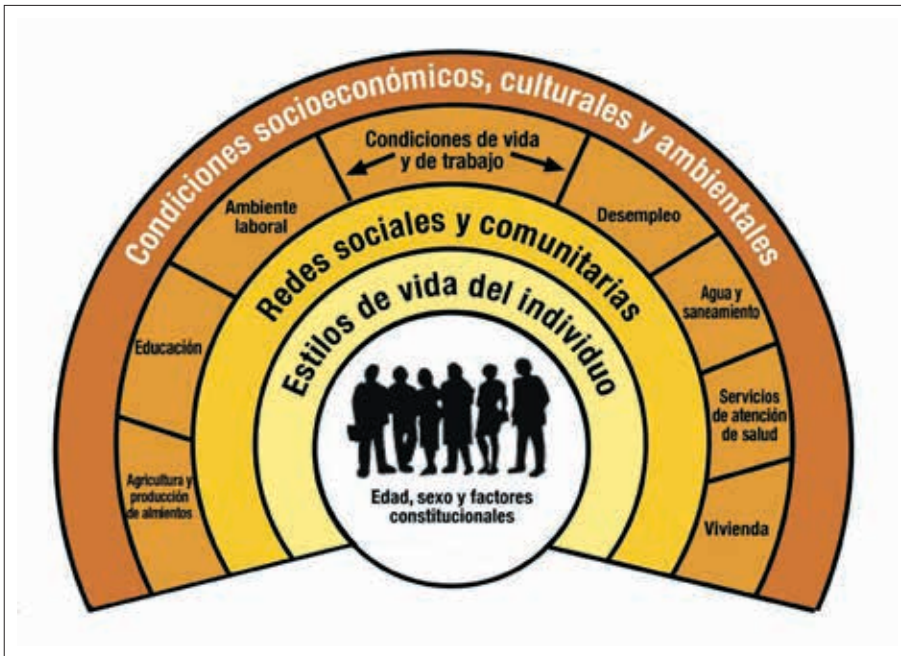 Condiciones socioeconómicos, culturales y ambientales
Condiciones de vida
y de trabajo
Ambiente
laboral
Desempleo
Redes sociales y comunitarias
Agua y
saneamiento
Estilos de vida del individuo
Educación
Servicios
de atención
de salud
Agricultura y
producción
de almientos
Edad, sexo y factores
constitucionales
Vivienda